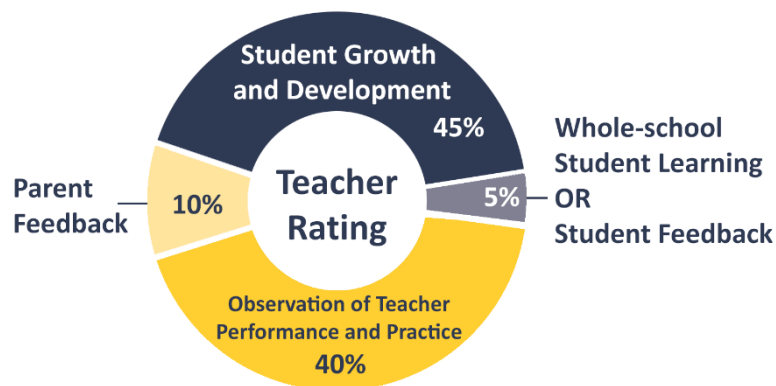 Student Growth
and Development
45%
Whole-school
Student Learning
OR
Student Feedback
5%
Parent
Feedback
10%
Teacher
Rating
Observation of Teacher
Performance and Practice
40%